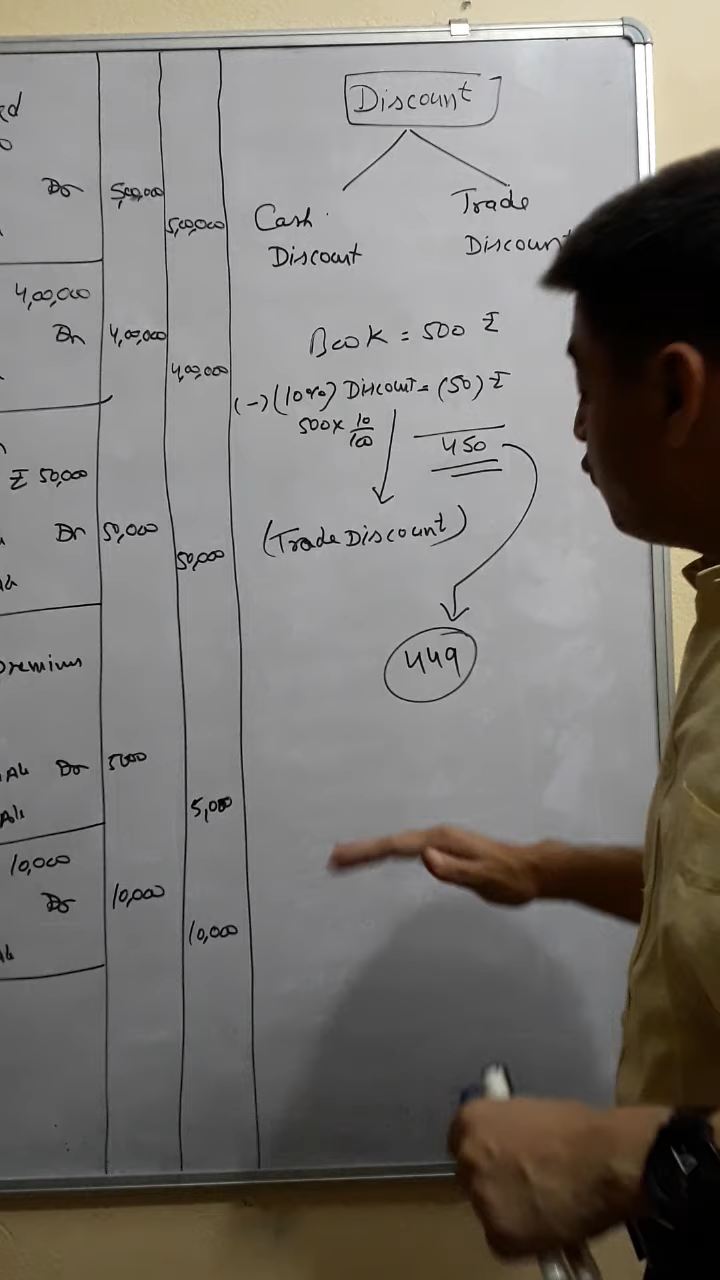 Dr 5,00,000
5,00,000
4,00,000
Dr 4,00,000
4,00,000
₹ 50,000
Dr 50,000
50,000
premium
Dr 5000
5,000
10,000
Dr 10,000
10,000
Discount
Cash Trade
Discount Discount
Book = 500 ₹
(-) (10%) Discount = (50) ₹
500 × 10/100
450
(Trade Discount)
449